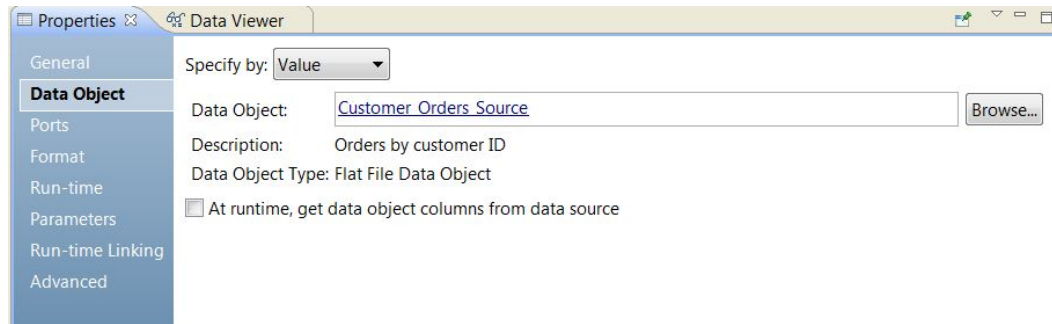 Properties Data Viewer
General
Data Object
Ports
Format
Run-time
Parameters
Run-time Linking
Advanced
Specify by: Value
Data Object: Customer_Orders_Source Browse...
Description: Orders by customer ID
Data Object Type: Flat File Data Object
At runtime, get data object columns from data source